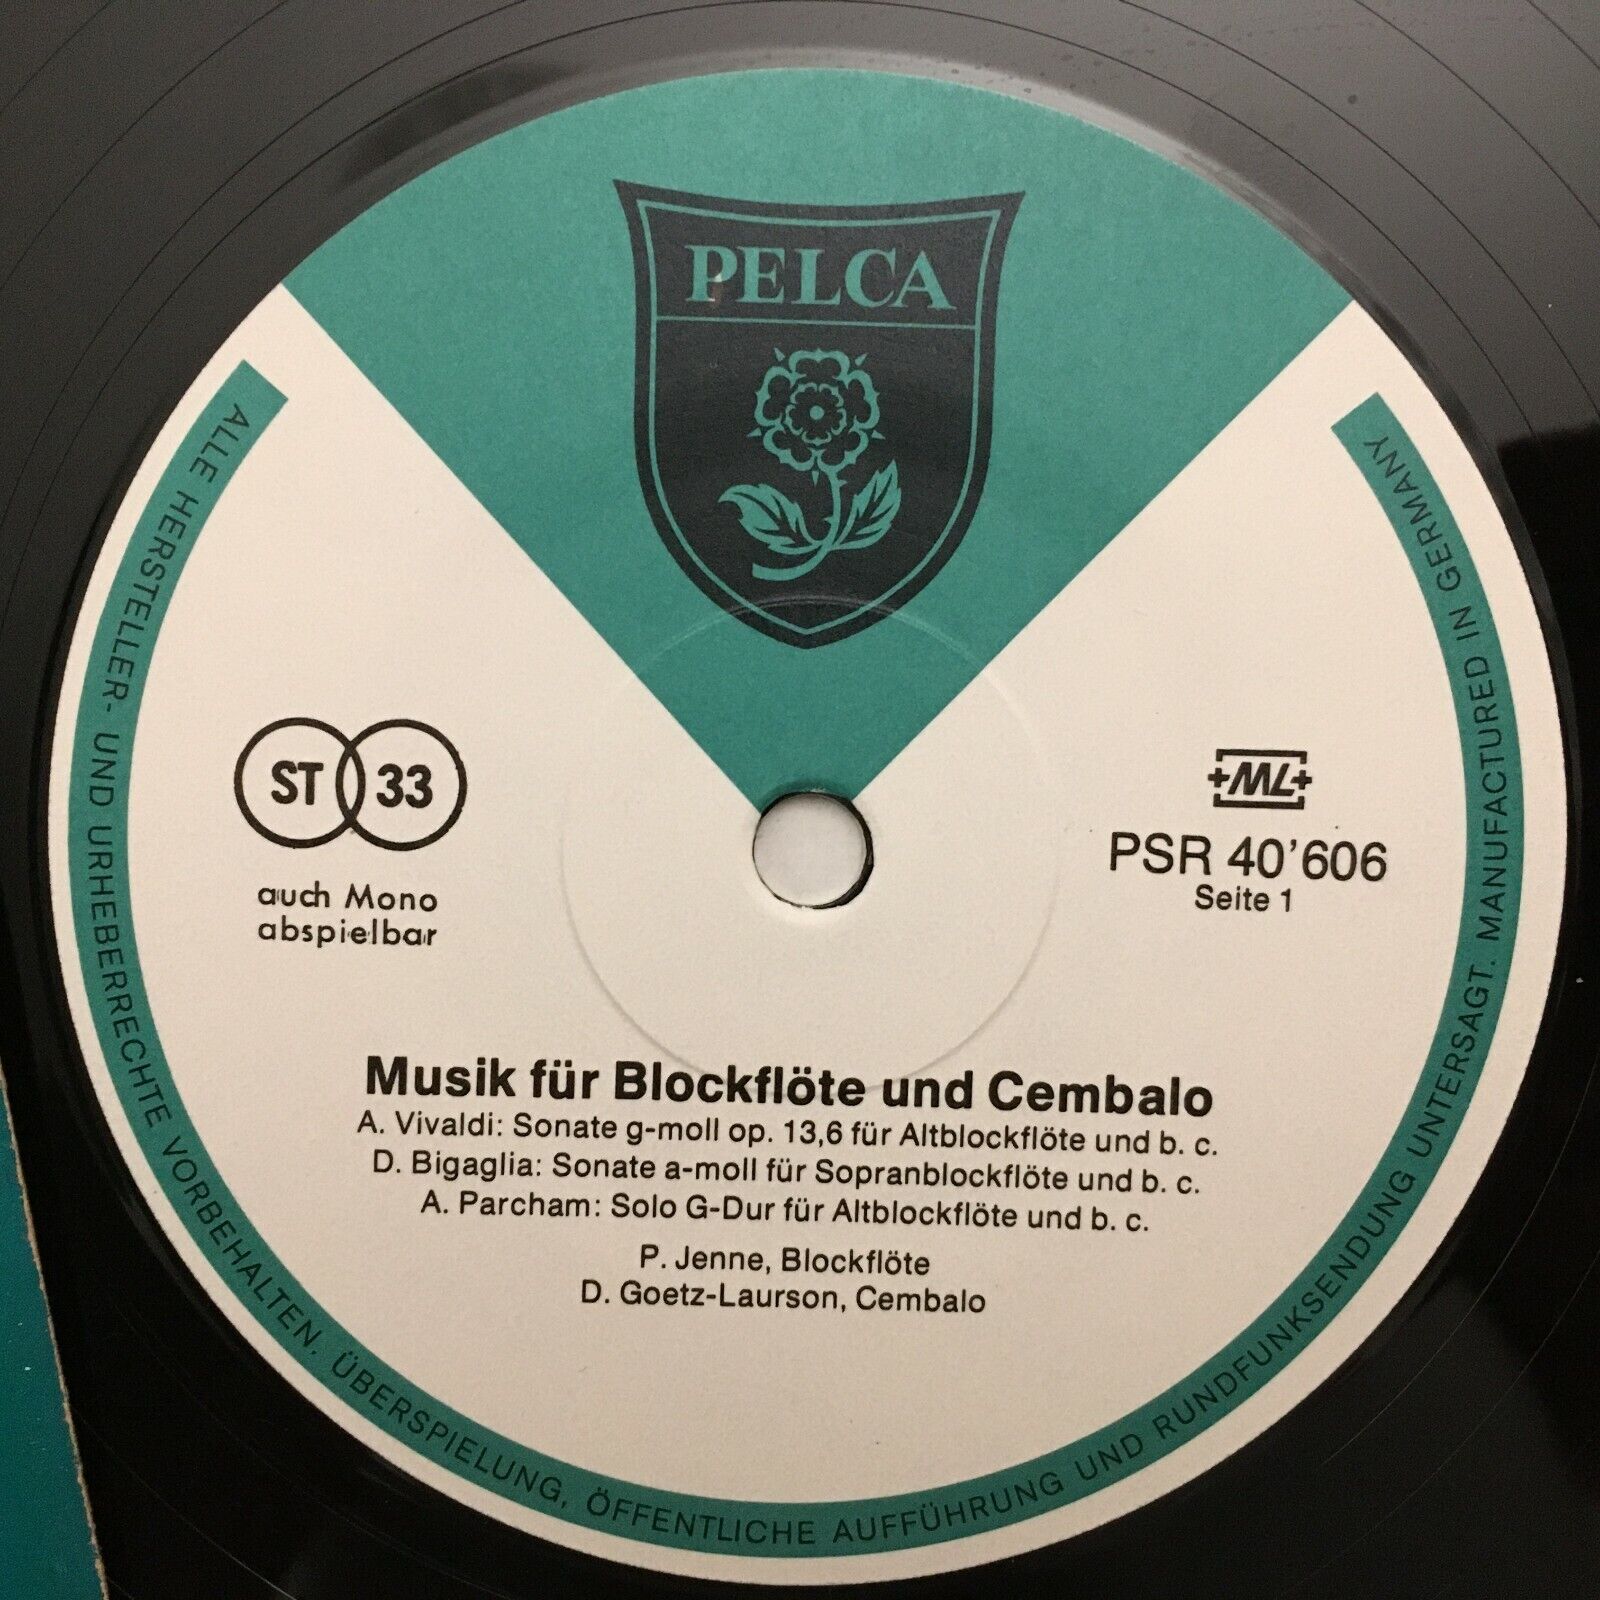 PELCA
ST 33
auch Mono
abspielbar
+ML+
PSR 40'606
Seite 1
Musik für Blockflöte und Cembalo
A. Vivaldi: Sonate g-moll op. 13,6 für Altblockflöte und b. c.
D. Bigaglia: Sonate a-moll für Sopranblockflöte und b. c.
A. Parcham: Solo G-Dur für Altblockflöte und b. c.
P. Jenne, Blockflöte
D. Goetz-Laurson, Cembalo
ALLE HERSTELLER- UND URHEBERRECHTE VORBEHALTEN. ÜBERSPIELUNG, ÖFFENTLICHE AUFFÜHRUNG UND RUNDFUNKSENDUNG UNTERSAGT. MANUFACTURED IN GERMANY